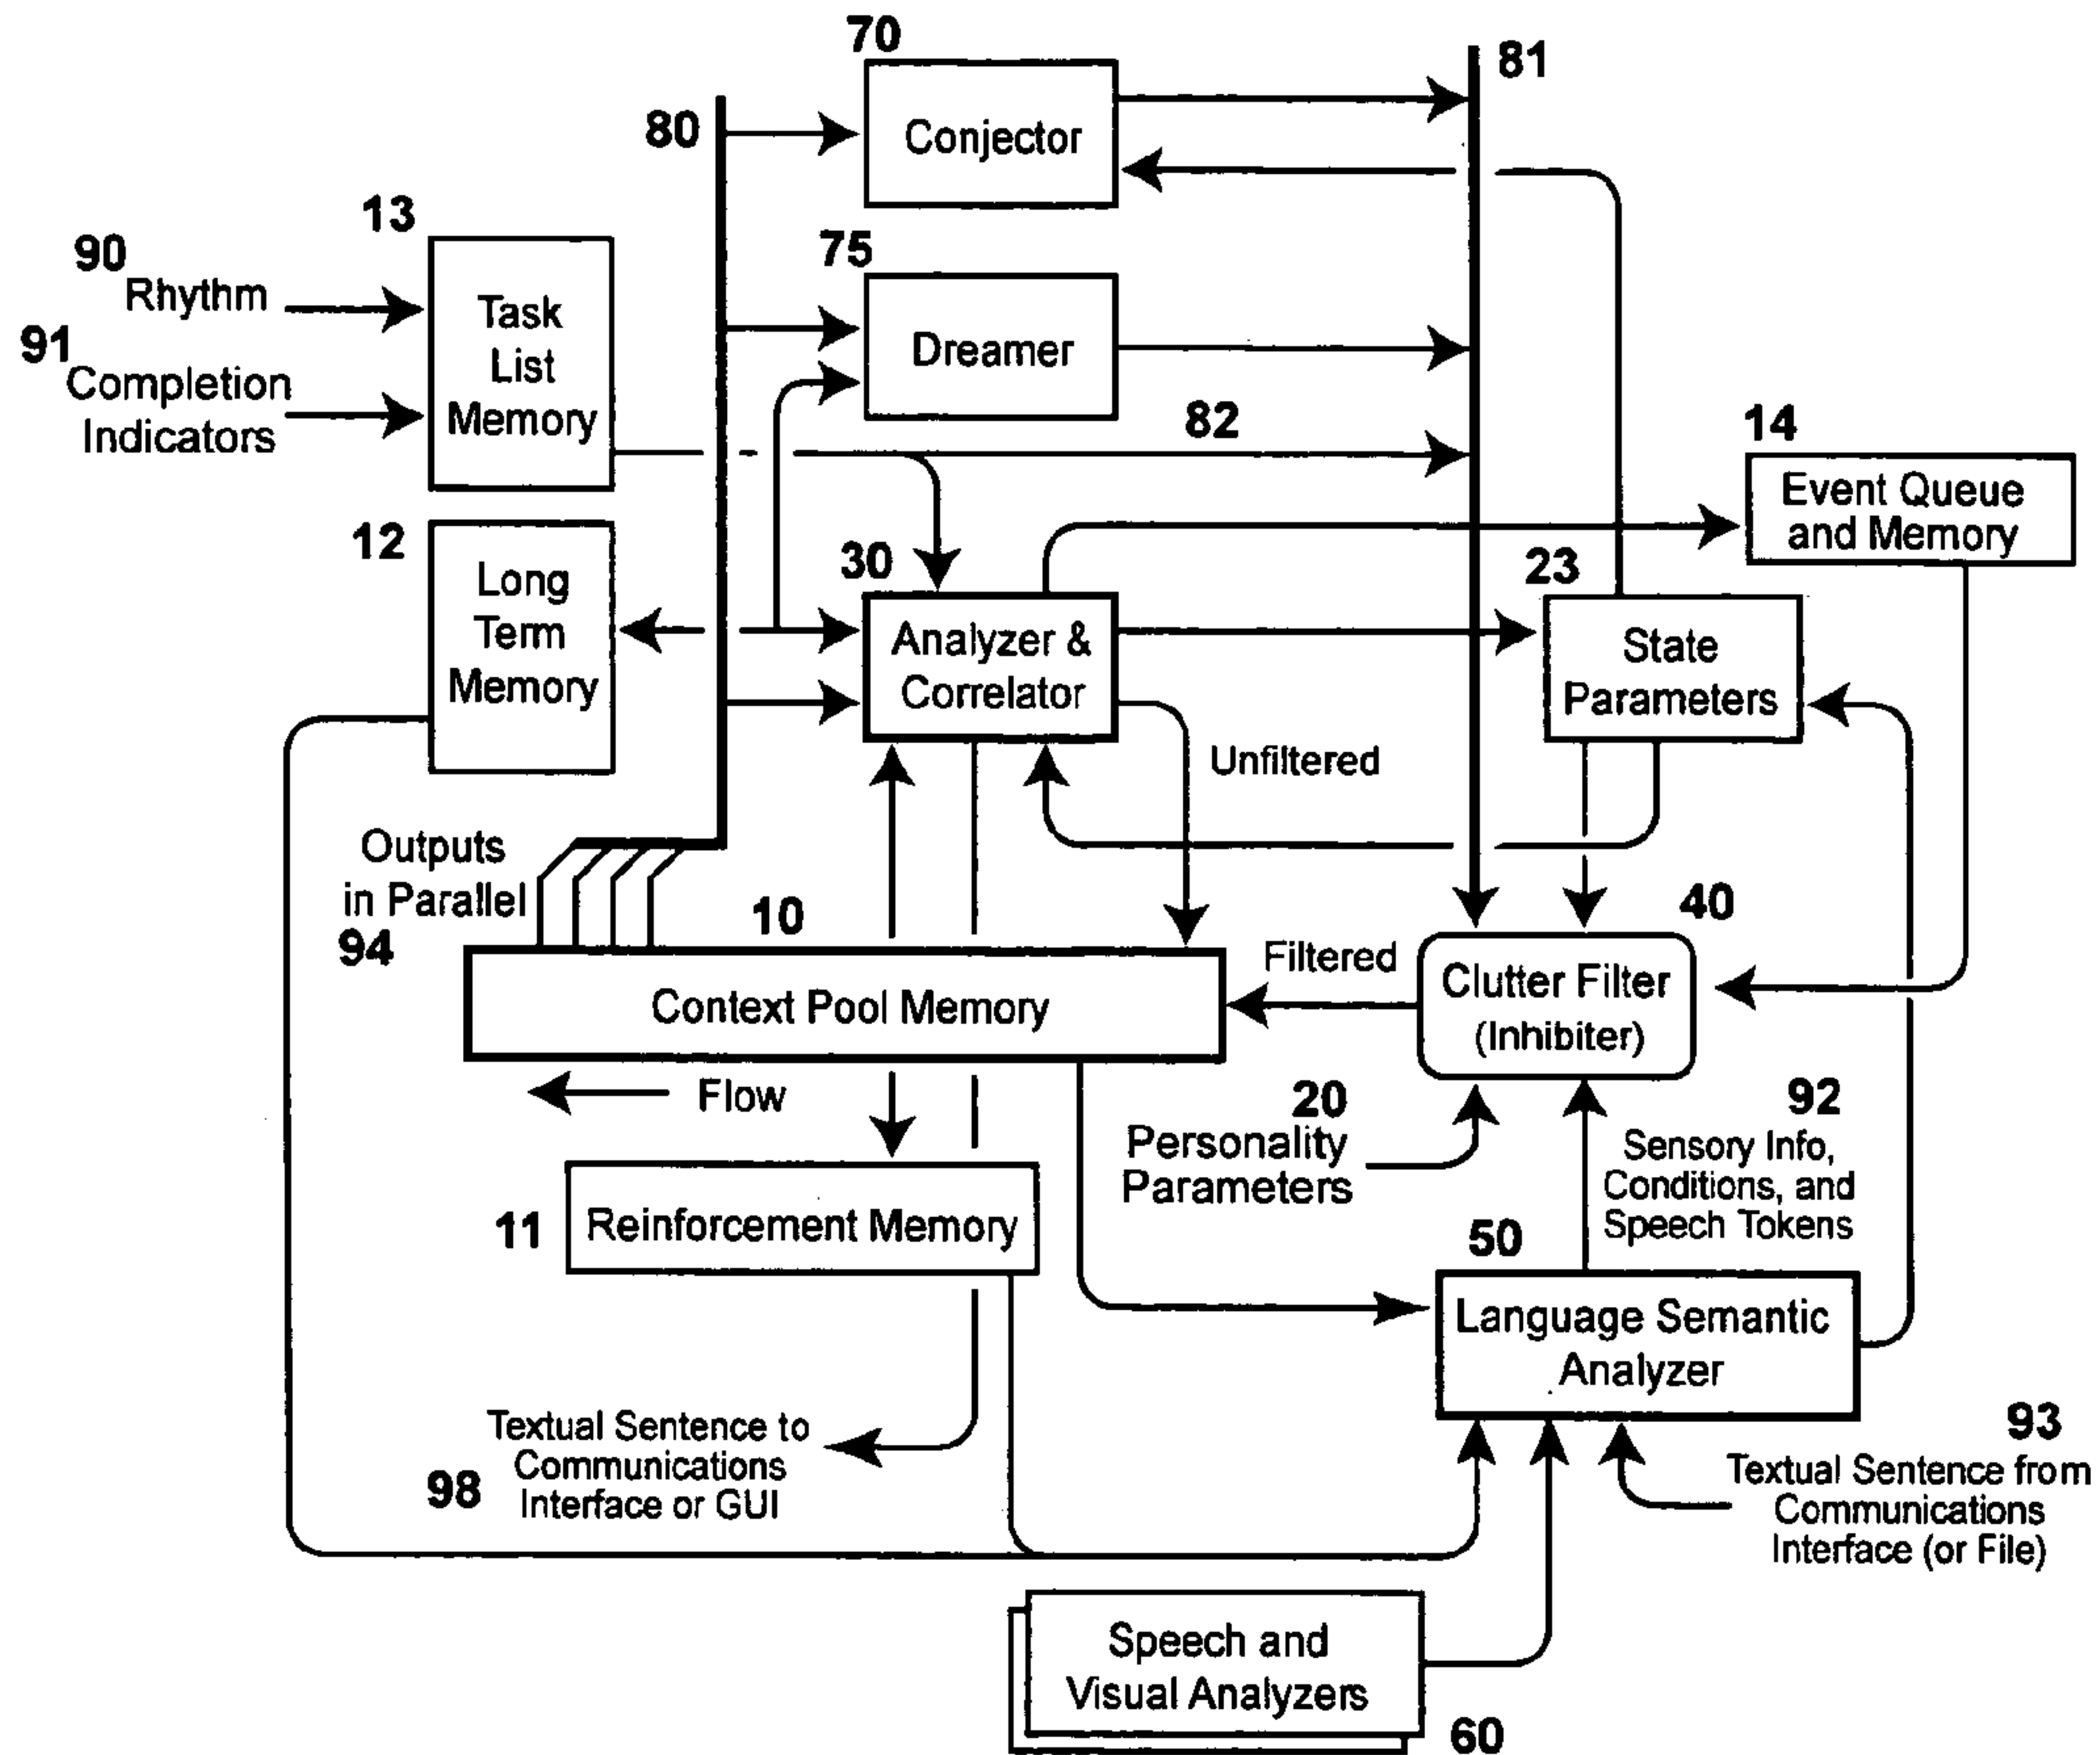 70
81
80
Conjector
13
90
Rhythm
75
91
Completion
Indicators
Task
List
Memory
Dreamer
82
14
Event Queue
and Memory
12
Long
Term
Memory
30
Analyzer &
Correlator
23
State
Parameters
Unfiltered
Outputs
in Parallel
94
10
Context Pool Memory
Filtered
40
Clutter Filter
(Inhibiter)
Flow
20
Personality
Parameters
92
Sensory Info,
Conditions, and
Speech Tokens
11
Reinforcement Memory
50
Language Semantic
Analyzer
98
Textual Sentence to
Communications
Interface or GUI
93
Textual Sentence from
Communications
Interface (or File)
Speech and
Visual Analyzers
60